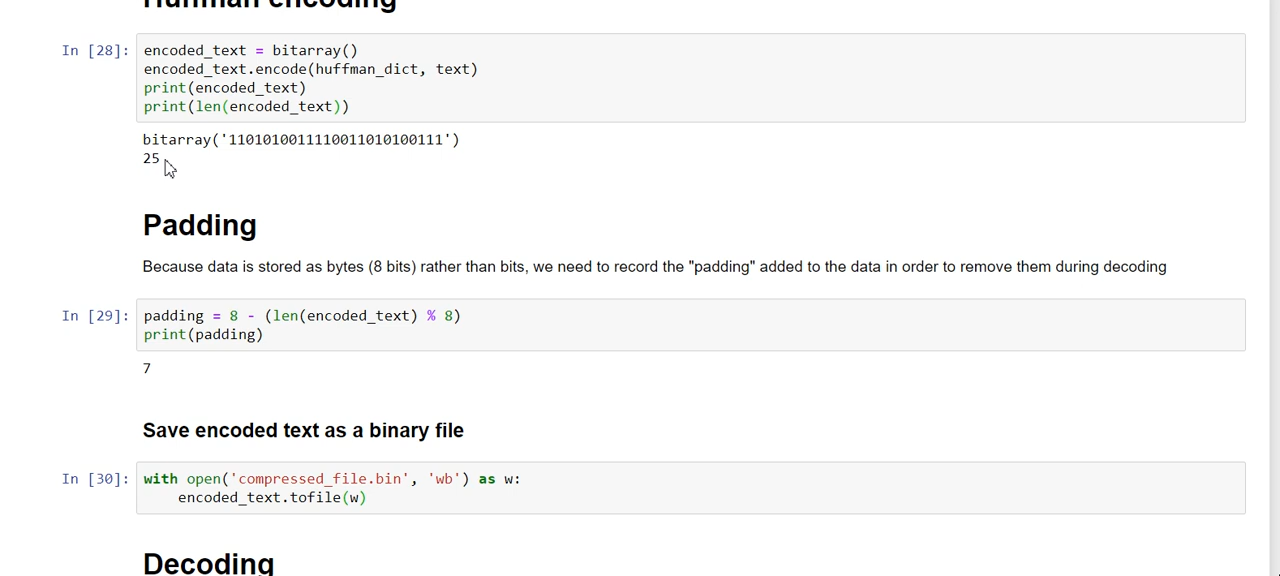 Huffman encoding
In [28]: encoded_text = bitarray()
encoded_text.encode(huffman_dict, text)
print(encoded_text)
print(len(encoded_text))
bitarray('1101010011110011010100111')
25
Padding
Because data is stored as bytes (8 bits) rather than bits, we need to record the "padding" added to the data in order to remove them during decoding
In [29]: padding = 8 - (len(encoded_text) % 8)
print(padding)
7
Save encoded text as a binary file
In [30]: with open('compressed_file.bin', 'wb') as w:
encoded_text.tofile(w)
Decoding